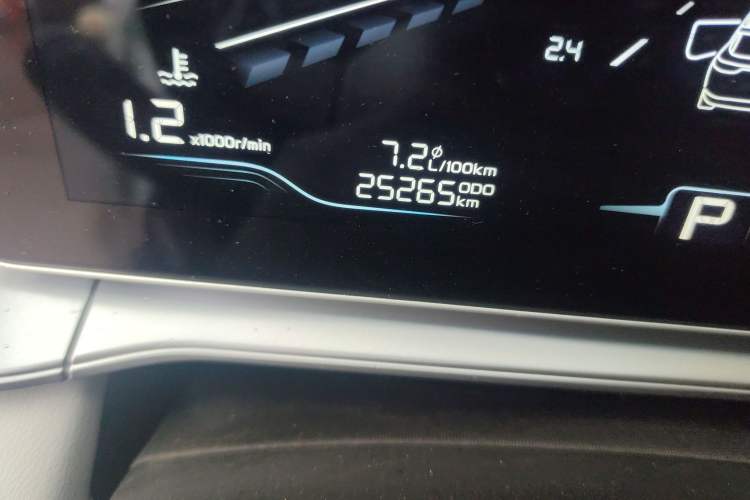 2.4
1.2 x1000r/min
7.2 ø L/100km
25265 ODO km
P